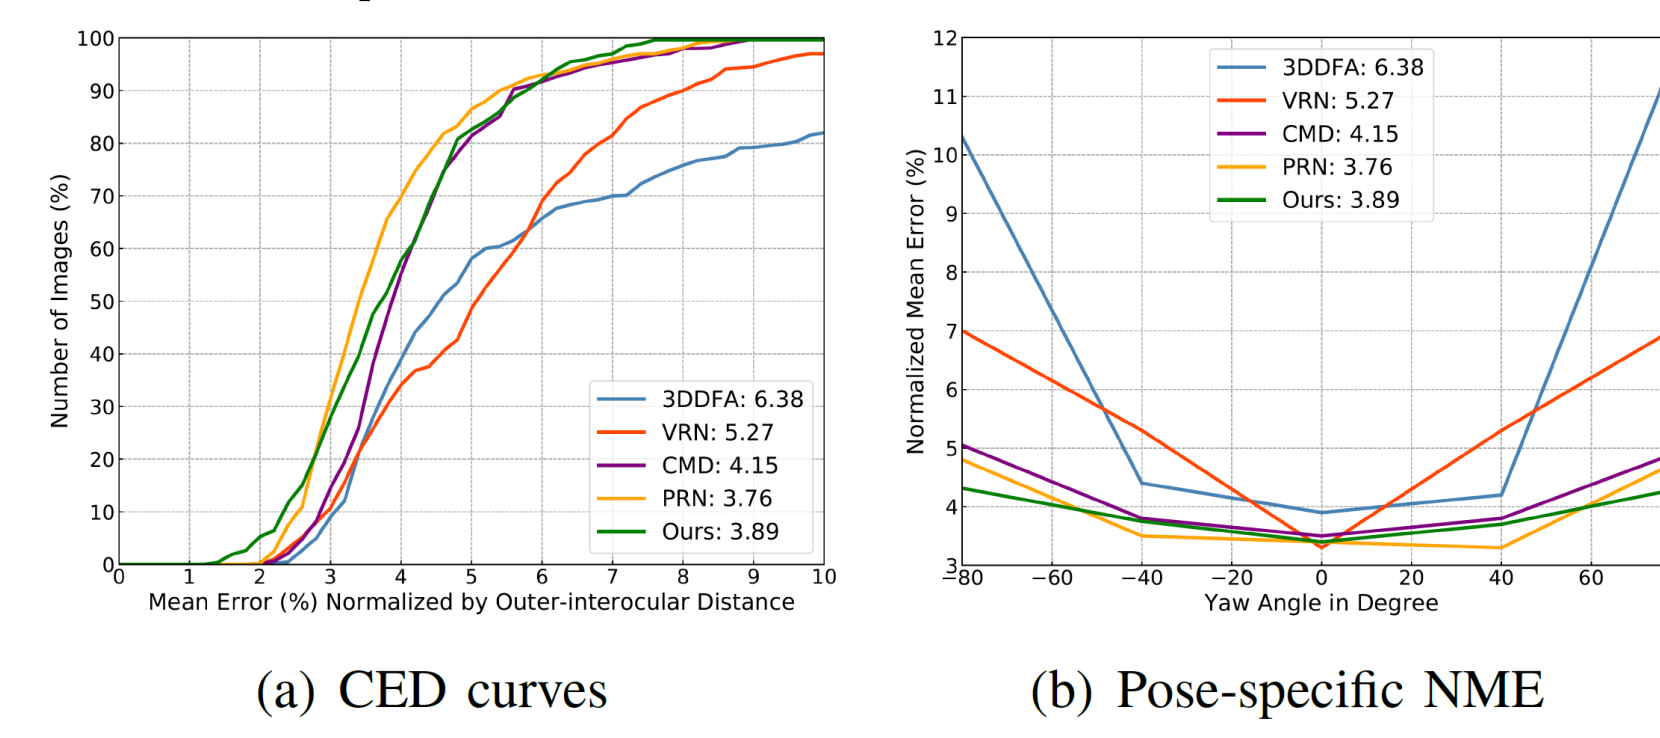 100
90
80
70
60
50
40
30
20
10
0
0 1 2 3 4 5 6 7 8 9 10
Number of Images (%)
Mean Error (%) Normalized by Outer-interocular Distance
3DDFA: 6.38
VRN: 5.27
CMD: 4.15
PRN: 3.76
Ours: 3.89
(a) CED curves
12
11
10
9
8
7
6
5
4
3
−80 −60 −40 −20 0 20 40 60
Normalized Mean Error (%)
Yaw Angle in Degree
3DDFA: 6.38
VRN: 5.27
CMD: 4.15
PRN: 3.76
Ours: 3.89
(b) Pose-specific NME